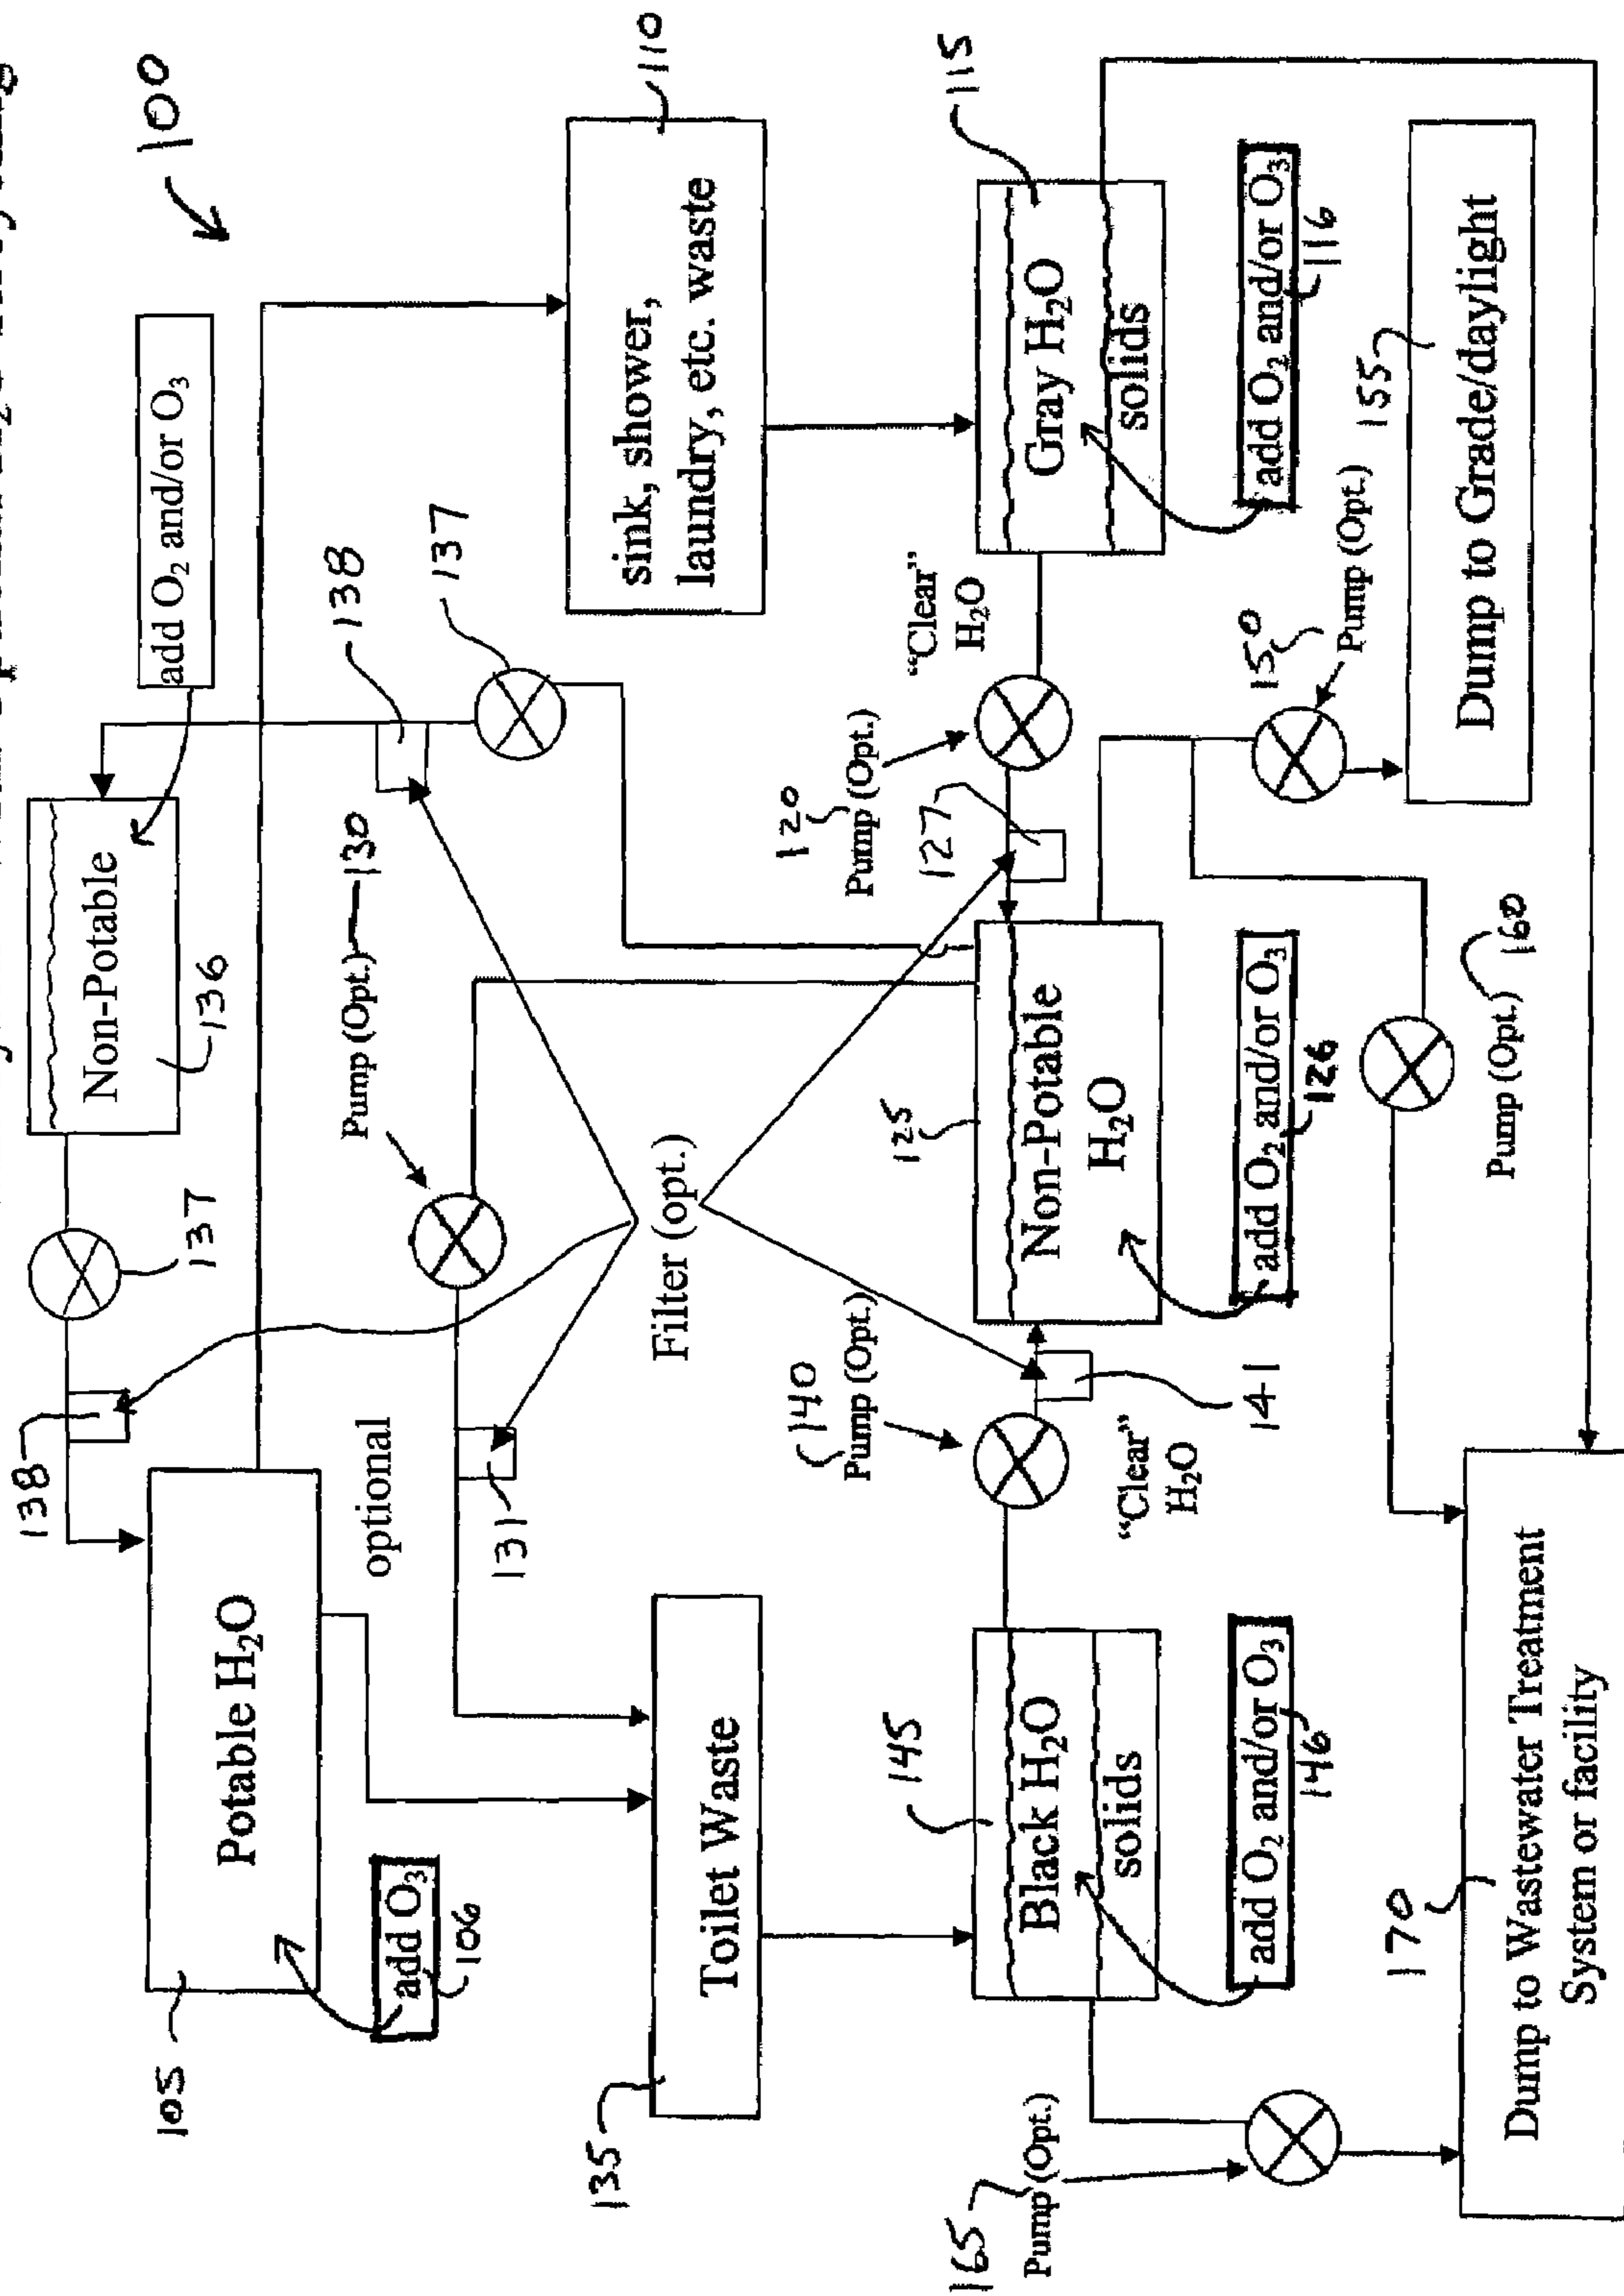 100
add O₂ and/or O₃
Non-Potable
136
137
138
138
137
Pump (Opt.)
130
Potable H₂O
105
add O₃
106
optional
131
Filter (opt.)
sink, shower,
laundry, etc. waste
110
Toilet Waste
135
120
Pump (Opt.)
127
"Clear"
H₂O
115
Gray H₂O
solids
add O₂ and/or O₃
116
125
Non-Potable
H₂O
add O₂ and/or O₃
126
140
Pump (Opt.)
141
"Clear"
H₂O
145
Black H₂O
solids
add O₂ and/or O₃
146
150
Pump (Opt.)
155
Dump to Grade/daylight
Pump (Opt.)
160
165
Pump (Opt.)
170
Dump to Wastewater Treatment
System or facility